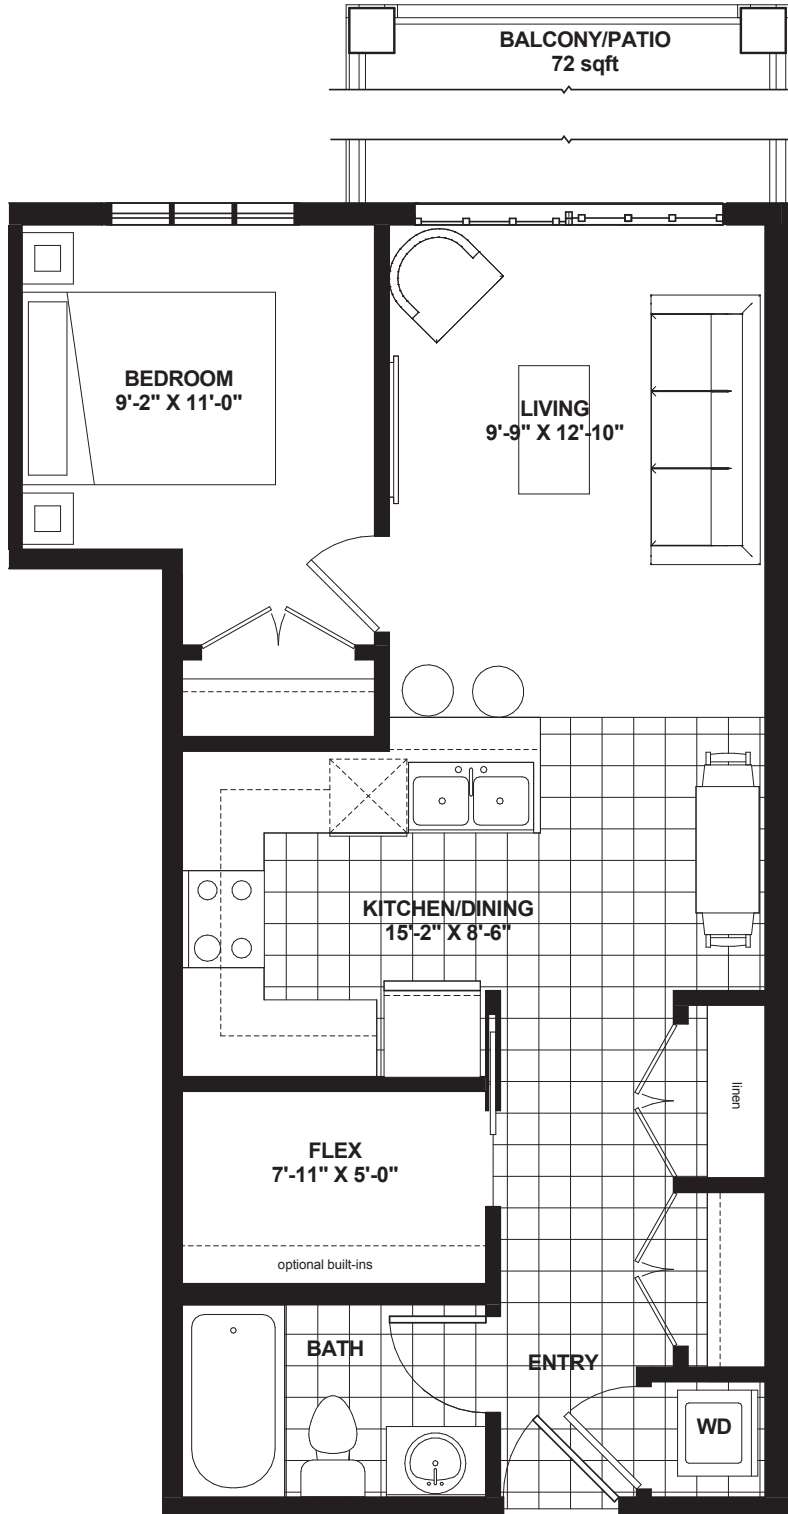 BALCONY/PATIO
72 sqft
BEDROOM
9'-2" X 11'-0"
LIVING
9'-9" X 12'-10"
KITCHEN/DINING
15'-2" X 8'-6"
linen
FLEX
7'-11" X 5'-0"
optional built-ins
BATH
ENTRY
WD